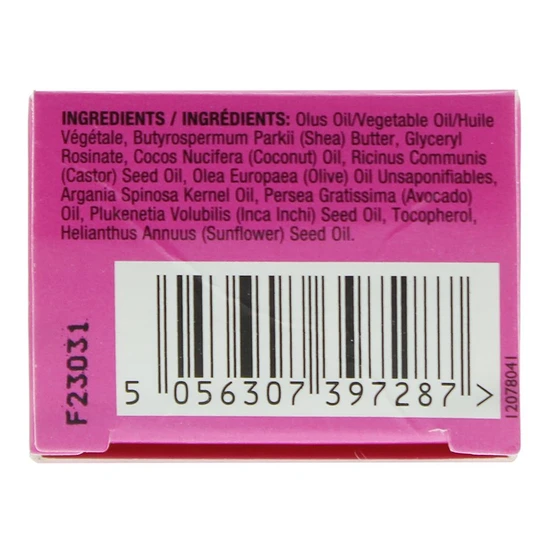 INGREDIENTS / INGRÉDIENTS: Olus Oil/Vegetable Oil/Huile
Végétale, Butyrospermum Parkii (Shea) Butter, Glyceryl
Rosinate, Cocos Nucifera (Coconut) Oil, Ricinus Communis
(Castor) Seed Oil, Olea Europaea (Olive) Oil Unsaponifiables,
Argania Spinosa Kernel Oil, Persea Gratissima (Avocado)
Oil, Plukenetia Volubilis (Inca Inchi) Seed Oil, Tocopherol,
Helianthus Annuus (Sunflower) Seed Oil.
F23031
5 056307 397287 >
12078041